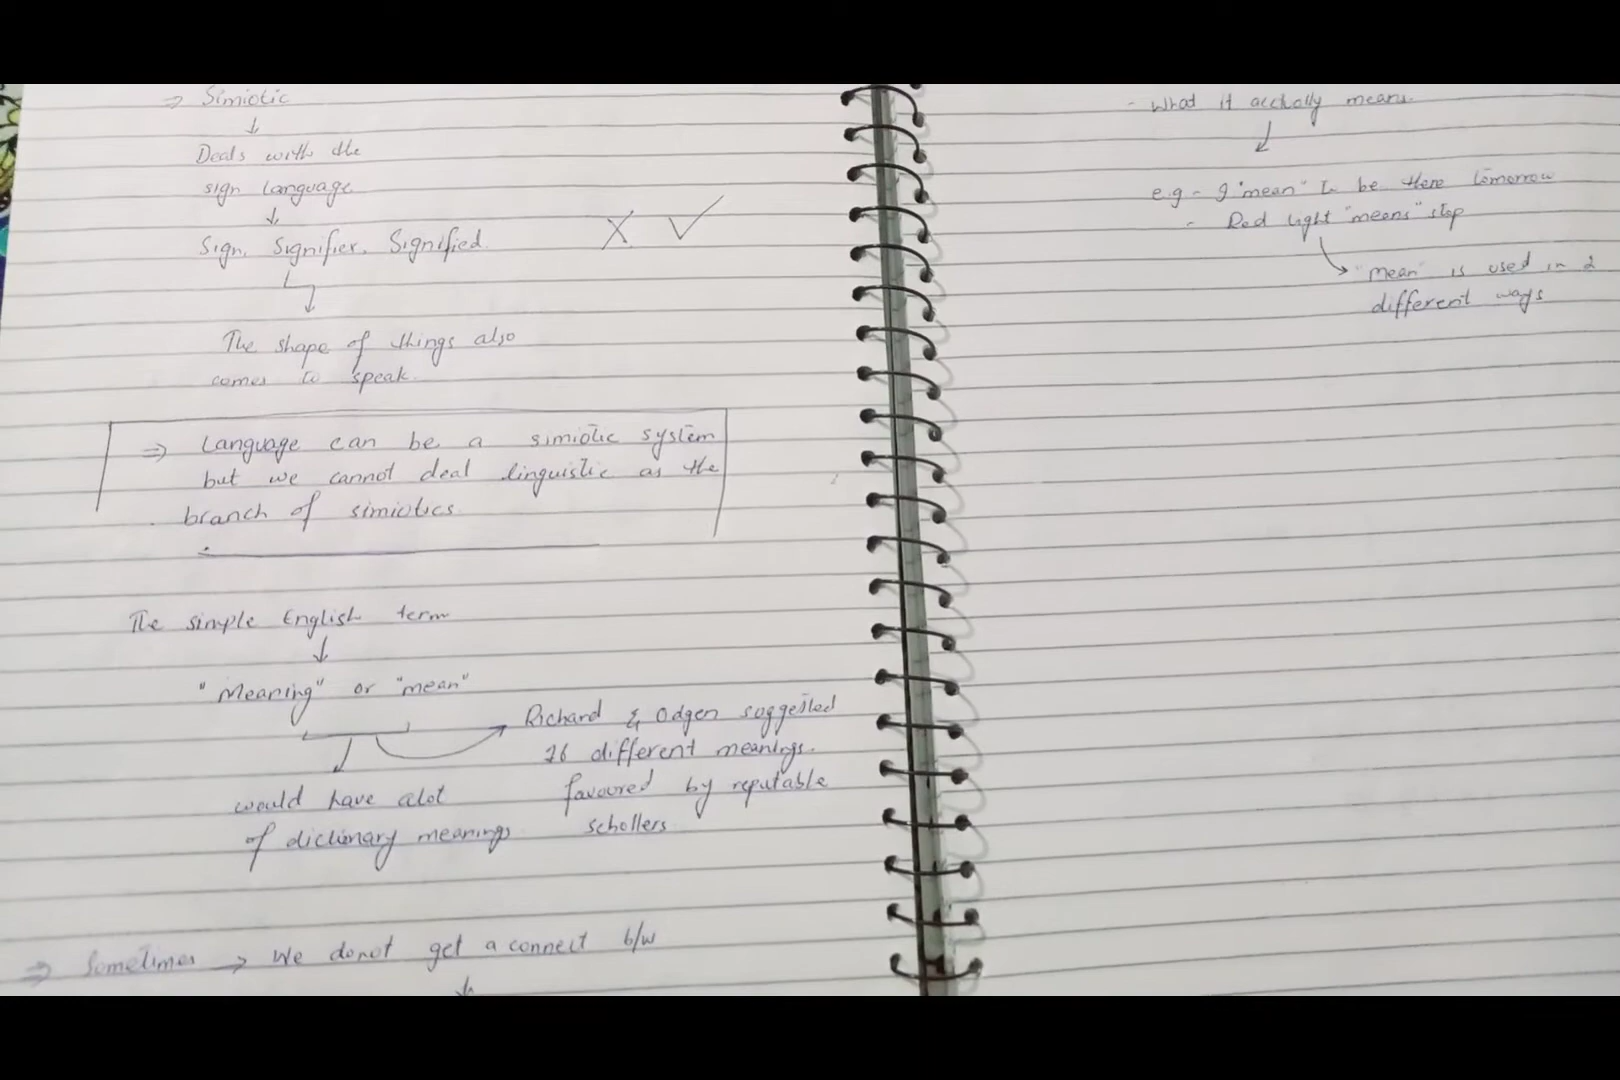 ⇒ Simiotic
↓
Deals with the
sign language
↓
Sign, Signifier, Signified.
X ✓
The shape of things also
comes to speak.
⇒ Language can be a simiotic system
but we cannot deal linguistic as the
branch of simiotics
The simple English term
↓
"Meaning" or "mean"
would have alot
of dictionary meanings
Richard & Odgen suggested
16 different meanings.
favoured by reputable
schollers
⇒ Sometimes → We donot get a connect b/w
↓
- What it acctually means.
↓
e.g - I "mean" to be there tomorrow
- Red light "means" stop
"mean" is used in 2
different ways